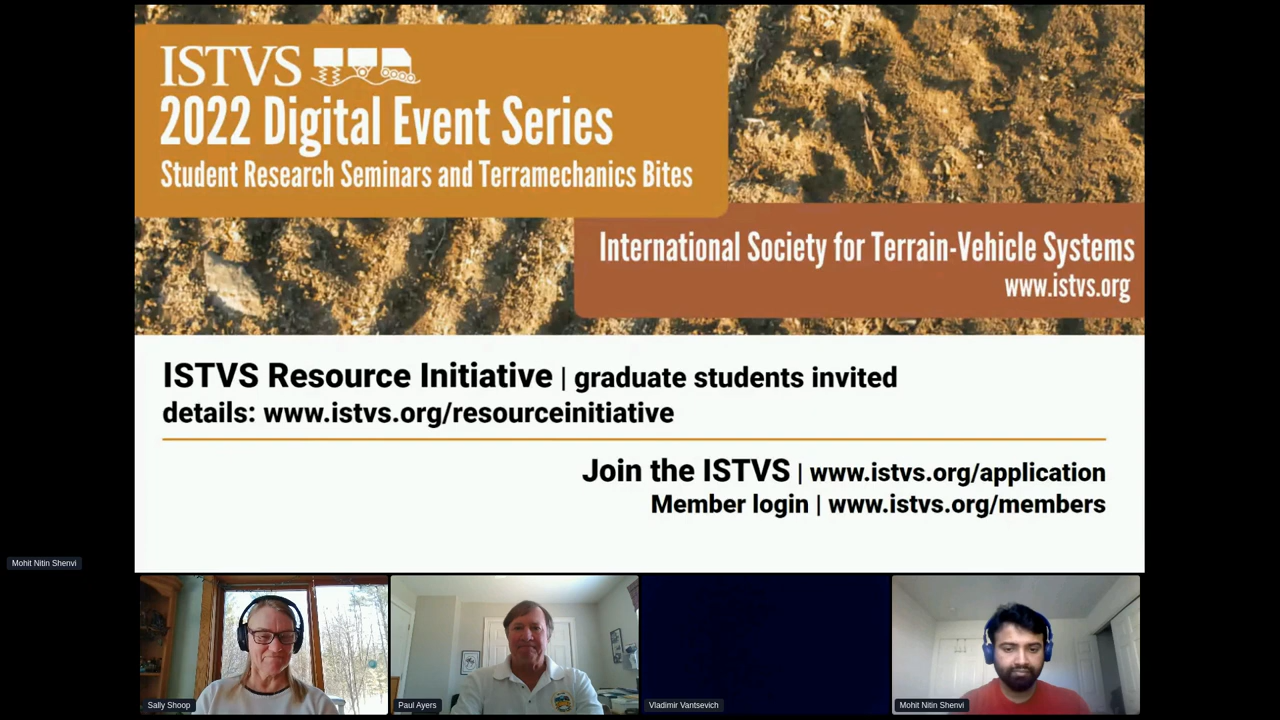 ISTVS
2022 Digital Event Series
Student Research Seminars and Terramechanics Bites
International Society for Terrain-Vehicle Systems
www.istvs.org
ISTVS Resource Initiative | graduate students invited
details: www.istvs.org/resourceinitiative
Join the ISTVS | www.istvs.org/application
Member login | www.istvs.org/members
Mohit Nitin Shenvi
Sally Shoop
Paul Ayers
Vladimir Vantsevich
Mohit Nitin Shenvi